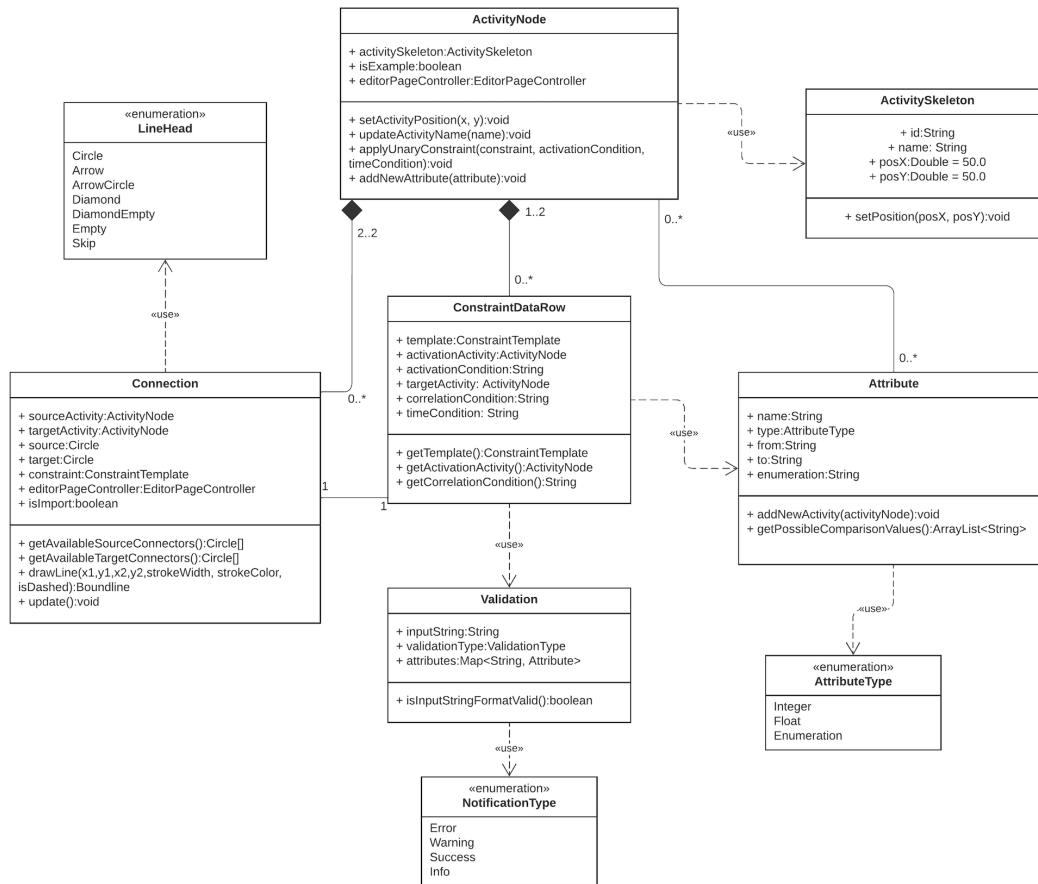 ActivityNode
+ activitySkeleton:ActivitySkeleton
+ isExample:boolean
+ editorPageController:EditorPageController
+ setActivityPosition(x, y):void
+ updateActivityName(name):void
+ applyUnaryConstraint(constraint, activationCondition,
timeCondition):void
+ addNewAttribute(attribute):void
«use»
ActivitySkeleton
+ id:String
+ name: String
+ posX:Double = 50.0
+ posY:Double = 50.0
+ setPosition(posX, posY):void
«enumeration»
LineHead
Circle
Arrow
ArrowCircle
Diamond
DiamondEmpty
Empty
Skip
2..2
1..2
0..*
«use»
0..*
0..*
0..*
Connection
+ sourceActivity:ActivityNode
+ targetActivity:ActivityNode
+ source:Circle
+ target:Circle
+ constraint:ConstraintTemplate
+ editorPageController:EditorPageController
+ isImport:boolean
+ getAvailableSourceConnectors():Circle[]
+ getAvailableTargetConnectors():Circle[]
+ drawLine(x1,y1,x2,y2,strokeWidth, strokeColor,
isDashed):Boundline
+ update():void
1
1
ConstraintDataRow
+ template:ConstraintTemplate
+ activationActivity:ActivityNode
+ activationCondition:String
+ targetActivity: ActivityNode
+ correlationCondition:String
+ timeCondition: String
+ getTemplate():ConstraintTemplate
+ getActivationActivity():ActivityNode
+ getCorrelationCondition():String
«use»
Attribute
+ name:String
+ type:AttributeType
+ from:String
+ to:String
+ enumeration:String
+ addNewActivity(activityNode):void
+ getPossibleComparisonValues():ArrayList<String>
«use»
Validation
+ inputString:String
+ validationType:ValidationType
+ attributes:Map<String, Attribute>
+ isInputStringFormatValid():boolean
«use»
«enumeration»
AttributeType
Integer
Float
Enumeration
«use»
«enumeration»
NotificationType
Error
Warning
Success
Info